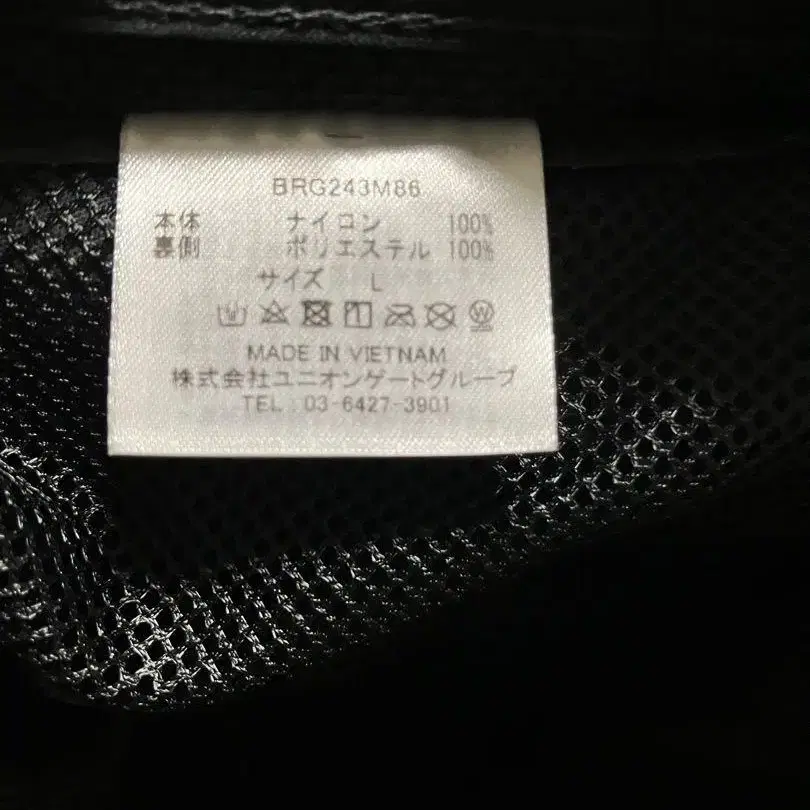 BRG243M86
本体 ナイロン 100%
裏側 ポリエステル 100%
サイズ L
MADE IN VIETNAM
株式会社ユニオンゲートグループ
TEL : 03-6427-3901